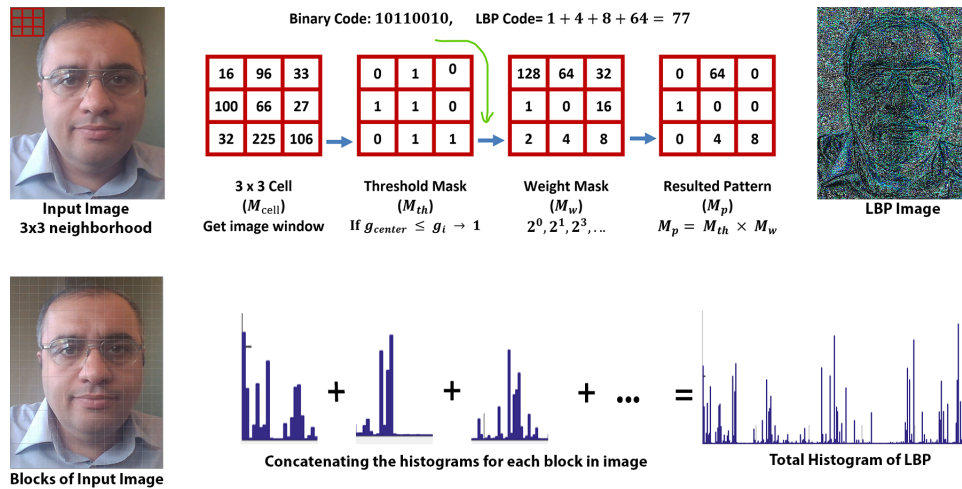 Binary Code: 10110010, LBP Code= 1 + 4 + 8 + 64 = 77
16 96 33
100 66 27
32 225 106
0 1 0
1 1 0
0 1 1
128 64 32
1 0 16
2 4 8
0 64 0
1 0 0
0 4 8
Input Image
3x3 neighborhood
3 x 3 Cell
(M_cell)
Get image window
Threshold Mask
(M_th)
If g_center ≤ g_i → 1
Weight Mask
(M_w)
2^0, 2^1, 2^3, ...
Resulted Pattern
(M_p)
M_p = M_th × M_w
LBP Image
+ + + ... =
Blocks of Input Image
Concatenating the histograms for each block in image
Total Histogram of LBP